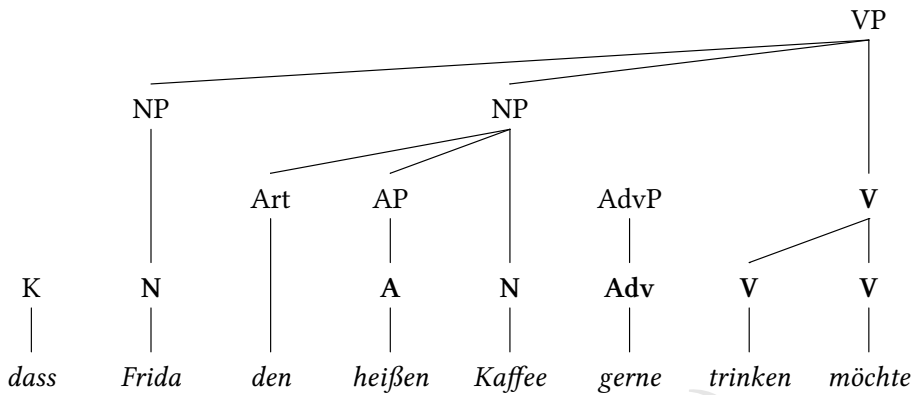 VP
NP NP
Art AP AdvP V
K N A N Adv V V
dass Frida den heißen Kaffee gerne trinken möchte